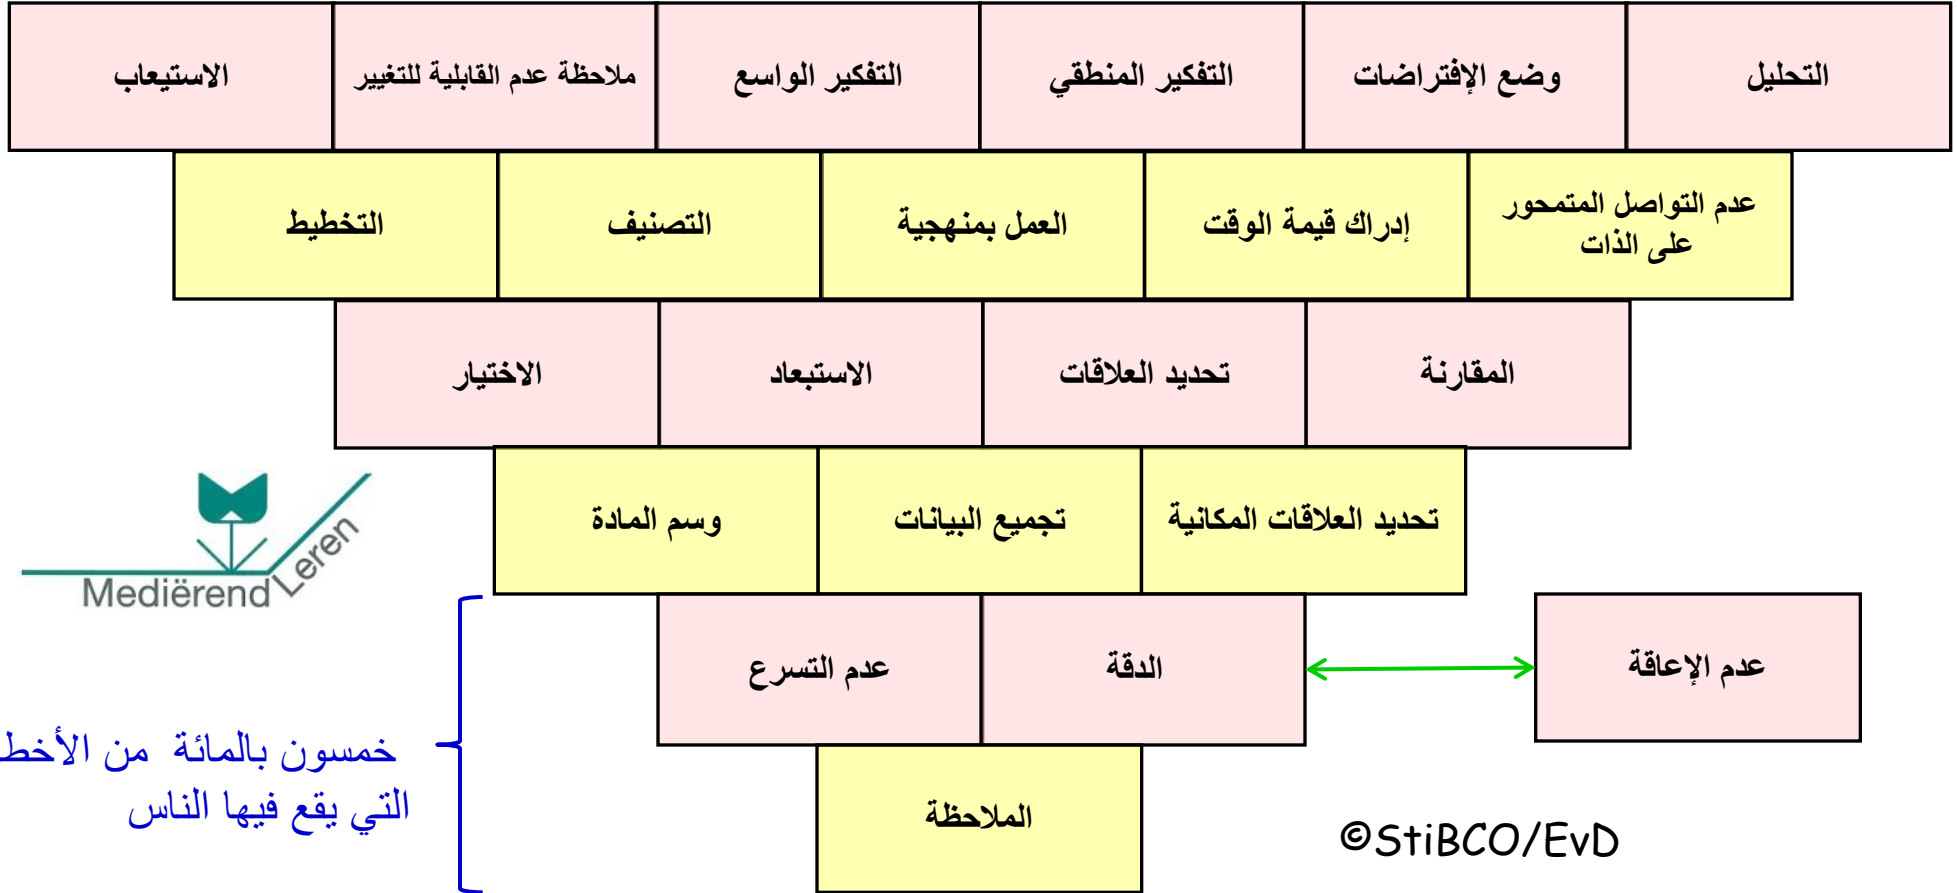 التحليل
وضع الإفتراضات
التفكير المنطقي
التفكير الواسع
ملاحظة عدم القابلية للتغيير
الاستيعاب
عدم التواصل المتمحور
على الذات
إدراك قيمة الوقت
العمل بمنهجية
التصنيف
التخطيط
المقارنة
تحديد العلاقات
الاستبعاد
الاختيار
تحديد العلاقات المكانية
تجميع البيانات
وسم المادة
Mediërend Leren
عدم الإعاقة
الدقة
عدم التسرع
خمسون بالمائة من الأخط
التي يقع فيها الناس
الملاحظة
©StiBCO/EvD